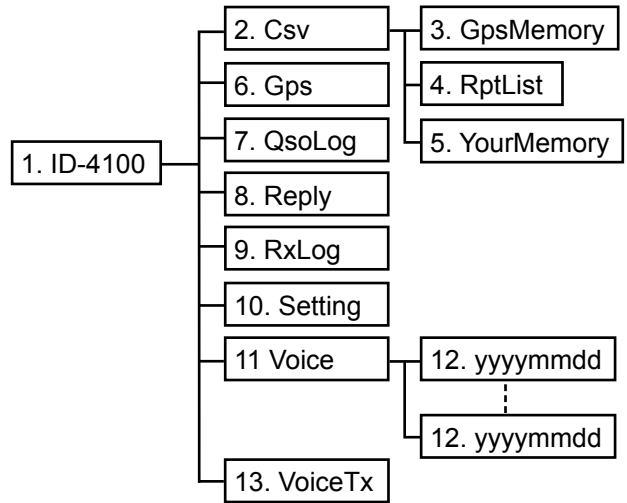 1. ID-4100
2. Csv
3. GpsMemory
4. RptList
5. YourMemory
6. Gps
7. QsoLog
8. Reply
9. RxLog
10. Setting
11 Voice
12. yyyymmdd
12. yyyymmdd
13. VoiceTx